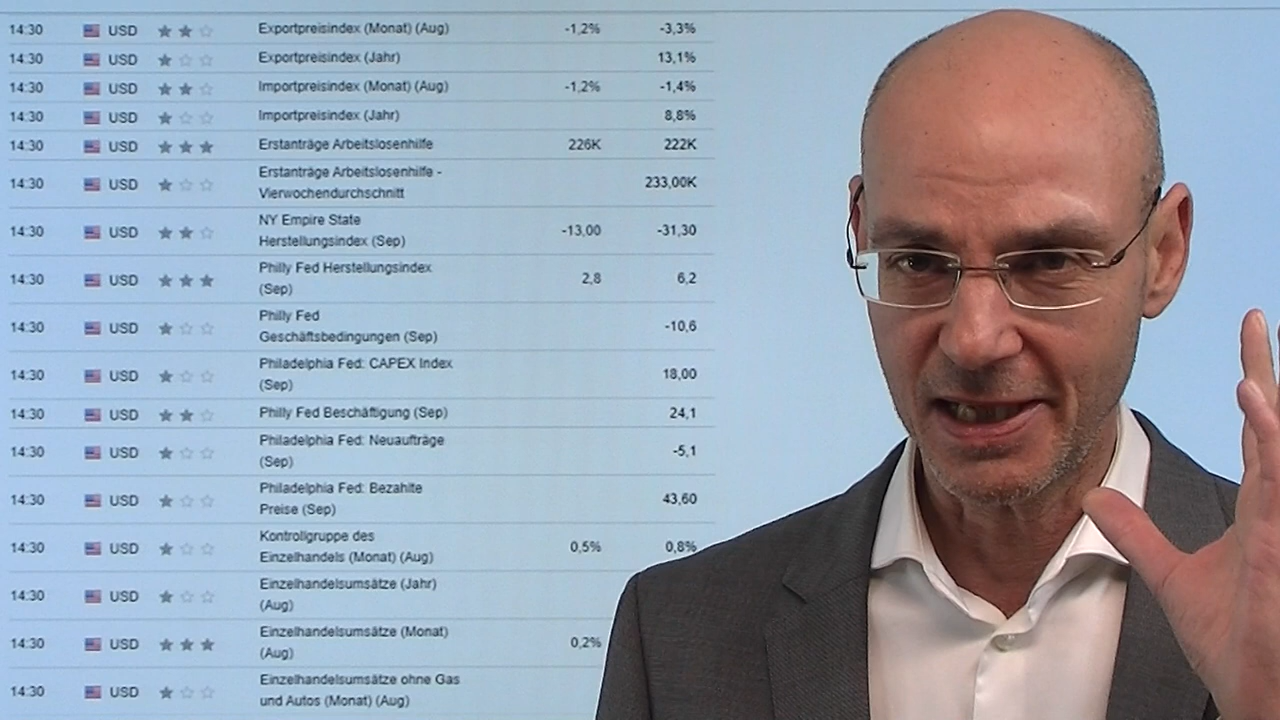 14:30 USD Exportpreisindex (Monat) (Aug) -1,2% -3,3%
14:30 USD Exportpreisindex (Jahr) 13,1%
14:30 USD Importpreisindex (Monat) (Aug) -1,2% -1,4%
14:30 USD Importpreisindex (Jahr) 8,8%
14:30 USD Erstanträge Arbeitslosenhilfe 226K 222K
Erstanträge Arbeitslosenhilfe -
14:30 USD 233,00K
Vierwochendurchschnitt
NY Empire State
14:30 USD -13,00 -31,30
Herstellungsindex (Sep)
Philly Fed Herstellungsindex
14:30 USD 2,8 6,2
(Sep)
Philly Fed
14:30 USD -10,6
Geschäftsbedingungen (Sep)
Philadelphia Fed: CAPEX Index
14:30 USD 18,00
(Sep)
14:30 USD Philly Fed Beschäftigung (Sep) 24,1
Philadelphia Fed: Neuaufträge
14:30 USD -5,1
(Sep)
Philadelphia Fed: Bezahlte
14:30 USD 43,60
Preise (Sep)
Kontrollgruppe des
14:30 USD 0,5% 0,8%
Einzelhandels (Monat) (Aug)
Einzelhandelsumsätze (Jahr)
14:30 USD
(Aug)
Einzelhandelsumsätze (Monat)
14:30 USD 0,2%
(Aug)
Einzelhandelsumsätze ohne Gas
14:30 USD
und Autos (Monat) (Aug)